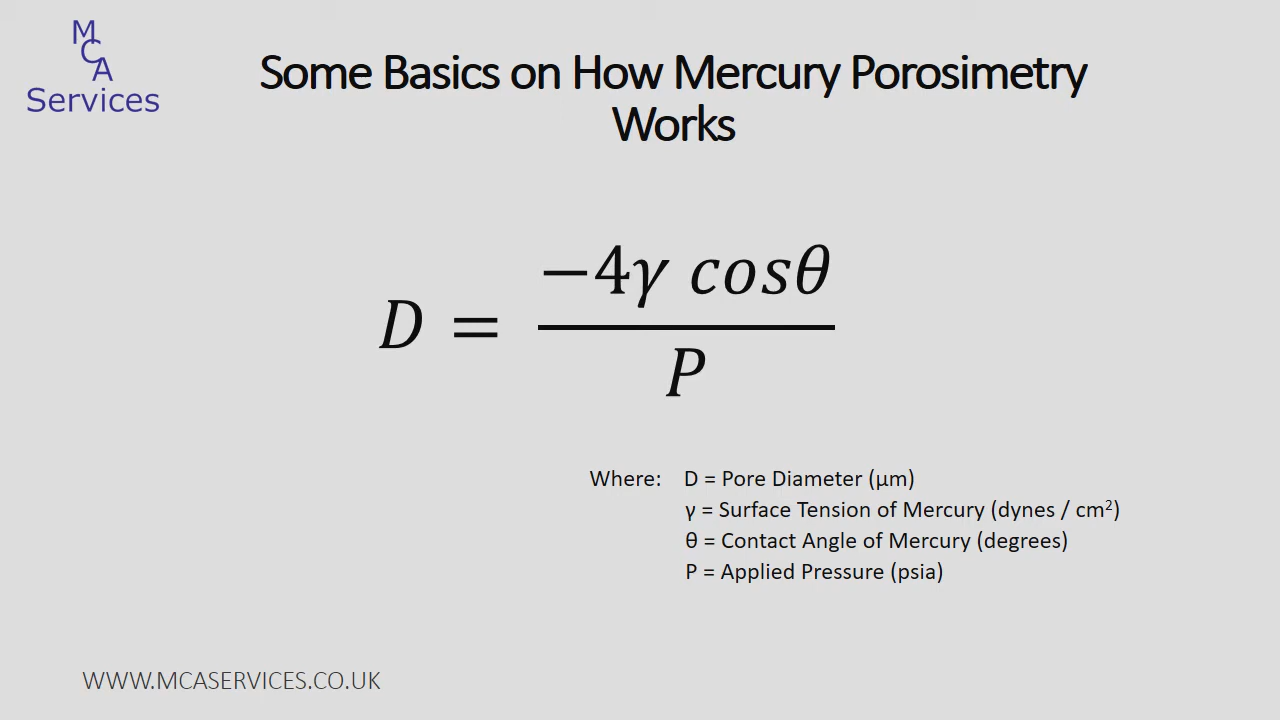 M
C
A
Services
Some Basics on How Mercury Porosimetry
Works
D = −4γ cosθ / P
Where: D = Pore Diameter (µm)
γ = Surface Tension of Mercury (dynes / cm²)
θ = Contact Angle of Mercury (degrees)
P = Applied Pressure (psia)
WWW.MCASERVICES.CO.UK